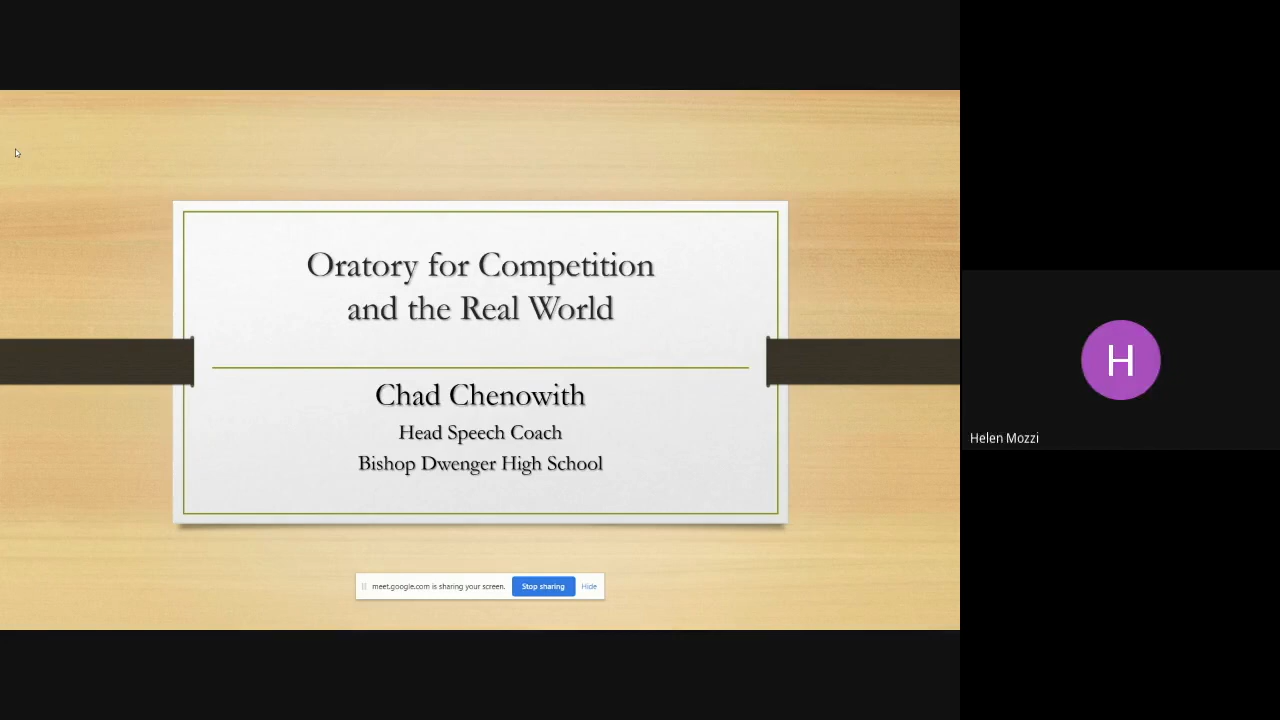 Oratory for Competition
and the Real World
Chad Chenowith
Head Speech Coach
Bishop Dwenger High School
meet.google.com is sharing your screen. Stop sharing Hide
H
Helen Mozzi